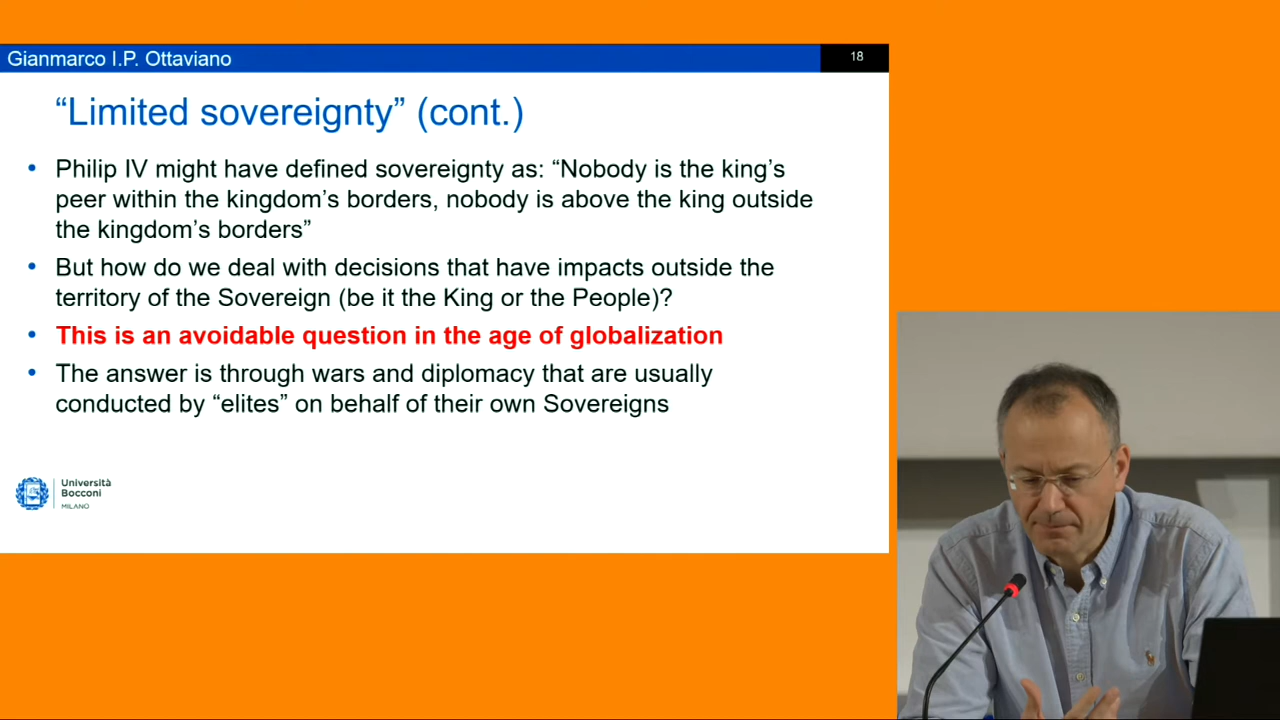 Gianmarco I.P. Ottaviano
18
“Limited sovereignty” (cont.)
• Philip IV might have defined sovereignty as: “Nobody is the king’s
peer within the kingdom’s borders, nobody is above the king outside
the kingdom’s borders”
• But how do we deal with decisions that have impacts outside the
territory of the Sovereign (be it the King or the People)?
• This is an avoidable question in the age of globalization
• The answer is through wars and diplomacy that are usually
conducted by “elites” on behalf of their own Sovereigns
Università
Bocconi
MILANO